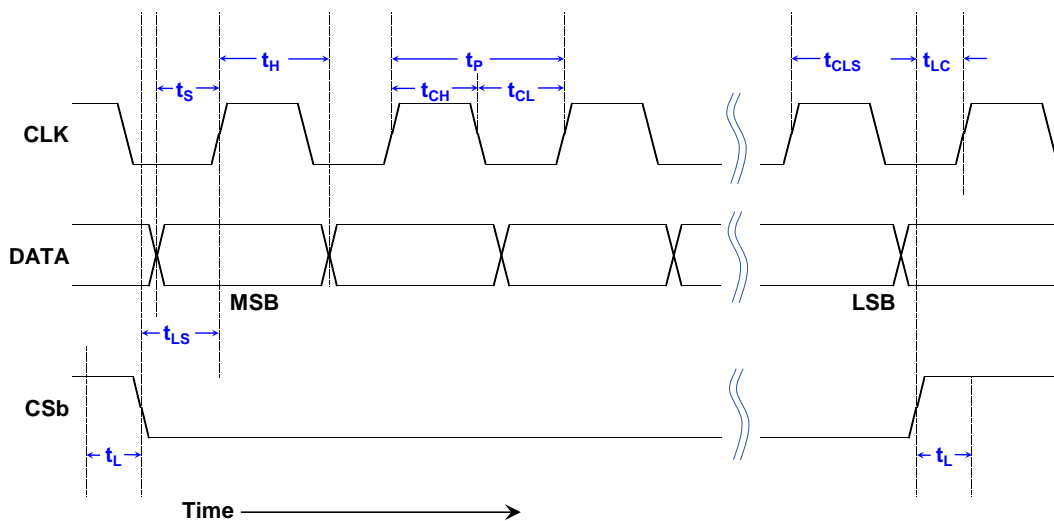 tH
tP
tCLS
tLC
tS
tCH
tCL
CLK
DATA
MSB
LSB
tLS
CSb
tL
tL
Time